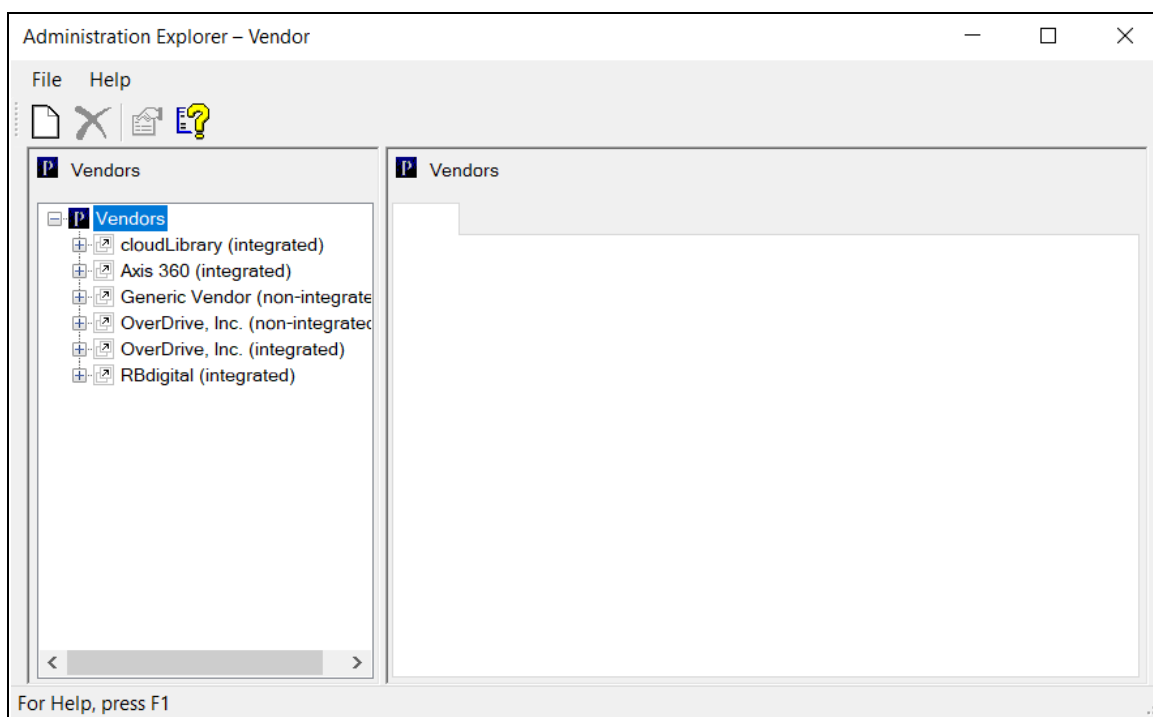 Administration Explorer – Vendor
File Help
Vendors
Vendors
Vendors
cloudLibrary (integrated)
Axis 360 (integrated)
Generic Vendor (non-integrate
OverDrive, Inc. (non-integrated
OverDrive, Inc. (integrated)
RBdigital (integrated)
For Help, press F1